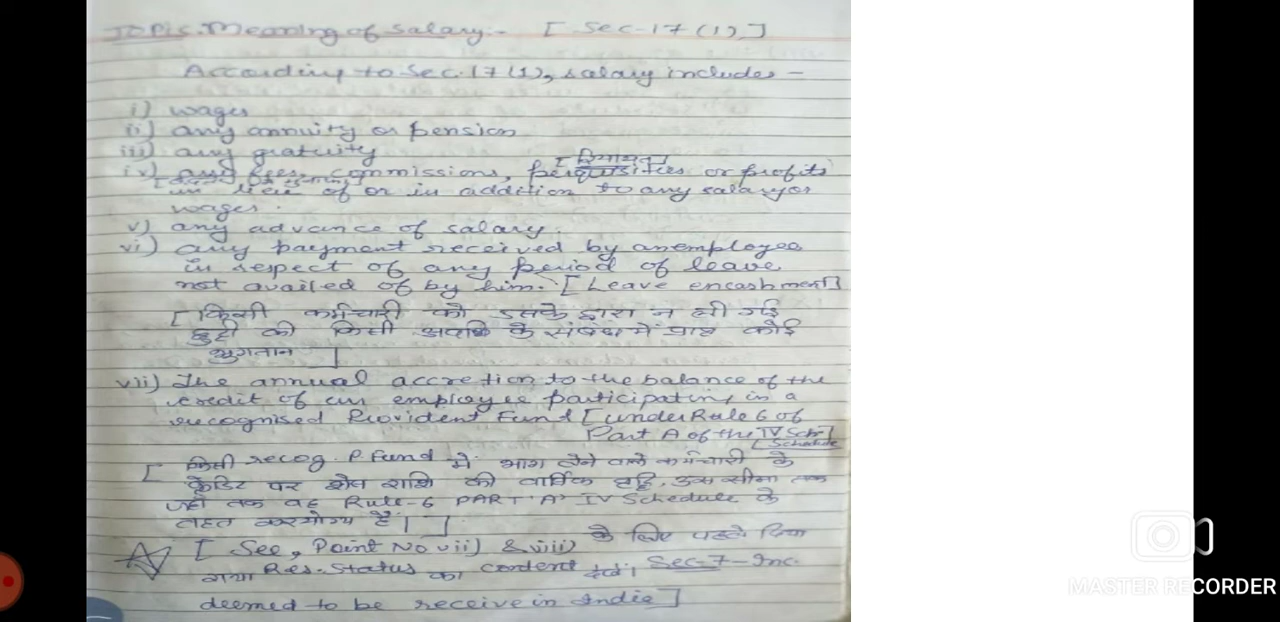 Topic:- Meaning of Salary:- [Sec-17(1)]
According to Sec. 17(1), salary includes -
i) wages
ii) any annuity or pension
iii) any gratuity
iv) any fees, commissions, perquisities or profits
in lieu of or in addition to any salary or
wages.
v) any advance of salary.
vi) any payment received by an employee
in respect of any period of leave
not availed of by him. [Leave encashment]
[किसी कर्मचारी को उसके द्वारा न ली गई
छुट्टी की किसी अवधि के संबंध में प्राप्त कोई
भुगतान]
vii) The annual accretion to the balance of the
credit of an employee participating in a
recognised Provident Fund [under Rule 6 of
Part A of the IV Sch]
[Schedule
[किसी recog. P Fund में भाग लेने वाले कर्मचारी के
क्रेडिट पर शेष राशि की वार्षिक वृद्धि, उस सीमा तक
जहाँ तक वह Rule-6 PART 'A' IV Schedule के
तहत करयोग्य है। ]
[See, Point No vii) & viii) के लिए पहले दिया
गया Res. Status का content देखें। Sec-7-Inc.
deemed to be receive in India]
MASTER RECORDER